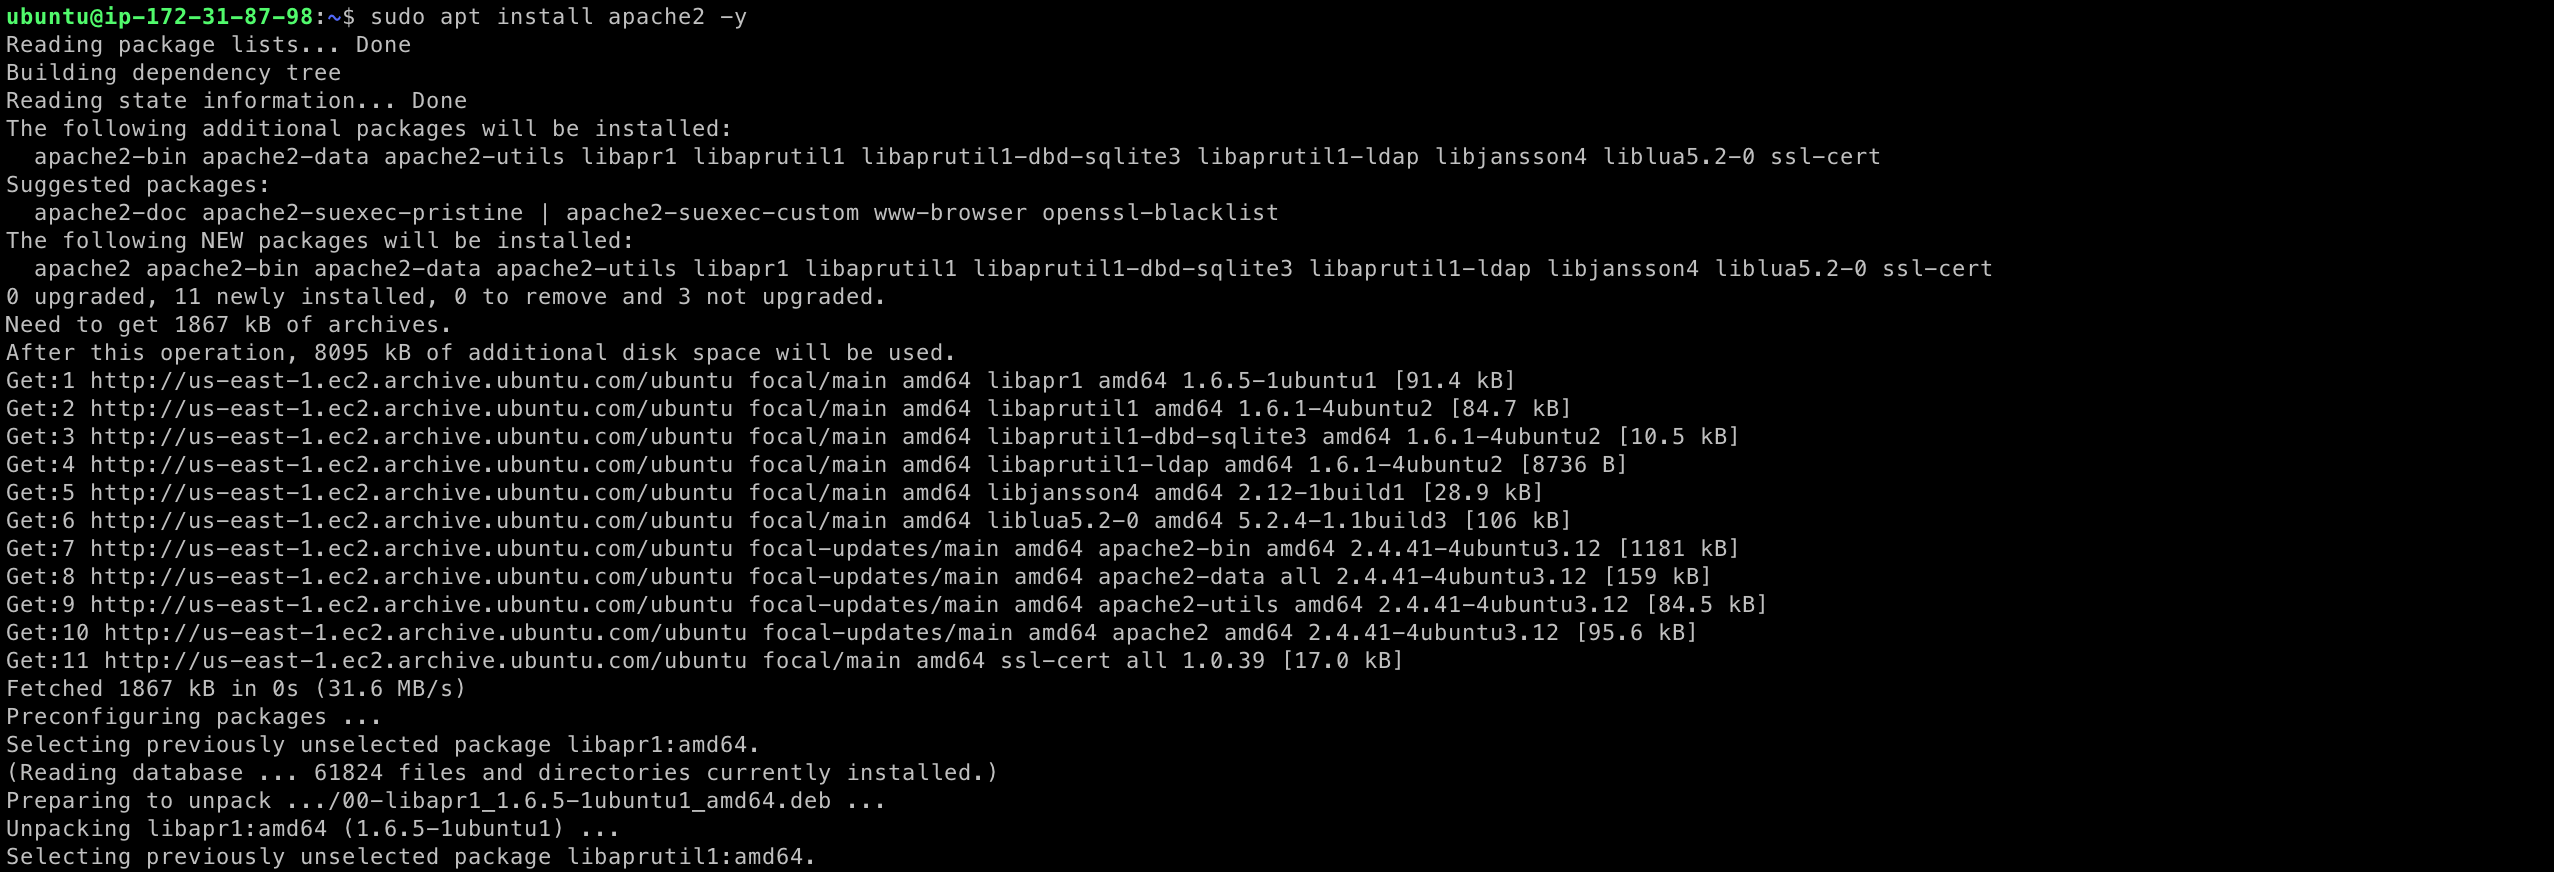 ubuntu@ip-172-31-87-98:~$ sudo apt install apache2 -y
Reading package lists... Done
Building dependency tree
Reading state information... Done
The following additional packages will be installed:
  apache2-bin apache2-data apache2-utils libapr1 libaprutil1 libaprutil1-dbd-sqlite3 libaprutil1-ldap libjansson4 liblua5.2-0 ssl-cert
Suggested packages:
  apache2-doc apache2-suexec-pristine | apache2-suexec-custom www-browser openssl-blacklist
The following NEW packages will be installed:
  apache2 apache2-bin apache2-data apache2-utils libapr1 libaprutil1 libaprutil1-dbd-sqlite3 libaprutil1-ldap libjansson4 liblua5.2-0 ssl-cert
0 upgraded, 11 newly installed, 0 to remove and 3 not upgraded.
Need to get 1867 kB of archives.
After this operation, 8095 kB of additional disk space will be used.
Get:1 http://us-east-1.ec2.archive.ubuntu.com/ubuntu focal/main amd64 libapr1 amd64 1.6.5-1ubuntu1 [91.4 kB]
Get:2 http://us-east-1.ec2.archive.ubuntu.com/ubuntu focal/main amd64 libaprutil1 amd64 1.6.1-4ubuntu2 [84.7 kB]
Get:3 http://us-east-1.ec2.archive.ubuntu.com/ubuntu focal/main amd64 libaprutil1-dbd-sqlite3 amd64 1.6.1-4ubuntu2 [10.5 kB]
Get:4 http://us-east-1.ec2.archive.ubuntu.com/ubuntu focal/main amd64 libaprutil1-ldap amd64 1.6.1-4ubuntu2 [8736 B]
Get:5 http://us-east-1.ec2.archive.ubuntu.com/ubuntu focal/main amd64 libjansson4 amd64 2.12-1build1 [28.9 kB]
Get:6 http://us-east-1.ec2.archive.ubuntu.com/ubuntu focal/main amd64 liblua5.2-0 amd64 5.2.4-1.1build3 [106 kB]
Get:7 http://us-east-1.ec2.archive.ubuntu.com/ubuntu focal-updates/main amd64 apache2-bin amd64 2.4.41-4ubuntu3.12 [1181 kB]
Get:8 http://us-east-1.ec2.archive.ubuntu.com/ubuntu focal-updates/main amd64 apache2-data all 2.4.41-4ubuntu3.12 [159 kB]
Get:9 http://us-east-1.ec2.archive.ubuntu.com/ubuntu focal-updates/main amd64 apache2-utils amd64 2.4.41-4ubuntu3.12 [84.5 kB]
Get:10 http://us-east-1.ec2.archive.ubuntu.com/ubuntu focal-updates/main amd64 apache2 amd64 2.4.41-4ubuntu3.12 [95.6 kB]
Get:11 http://us-east-1.ec2.archive.ubuntu.com/ubuntu focal/main amd64 ssl-cert all 1.0.39 [17.0 kB]
Fetched 1867 kB in 0s (31.6 MB/s)
Preconfiguring packages ...
Selecting previously unselected package libapr1:amd64.
(Reading database ... 61824 files and directories currently installed.)
Preparing to unpack .../00-libapr1_1.6.5-1ubuntu1_amd64.deb ...
Unpacking libapr1:amd64 (1.6.5-1ubuntu1) ...
Selecting previously unselected package libaprutil1:amd64.